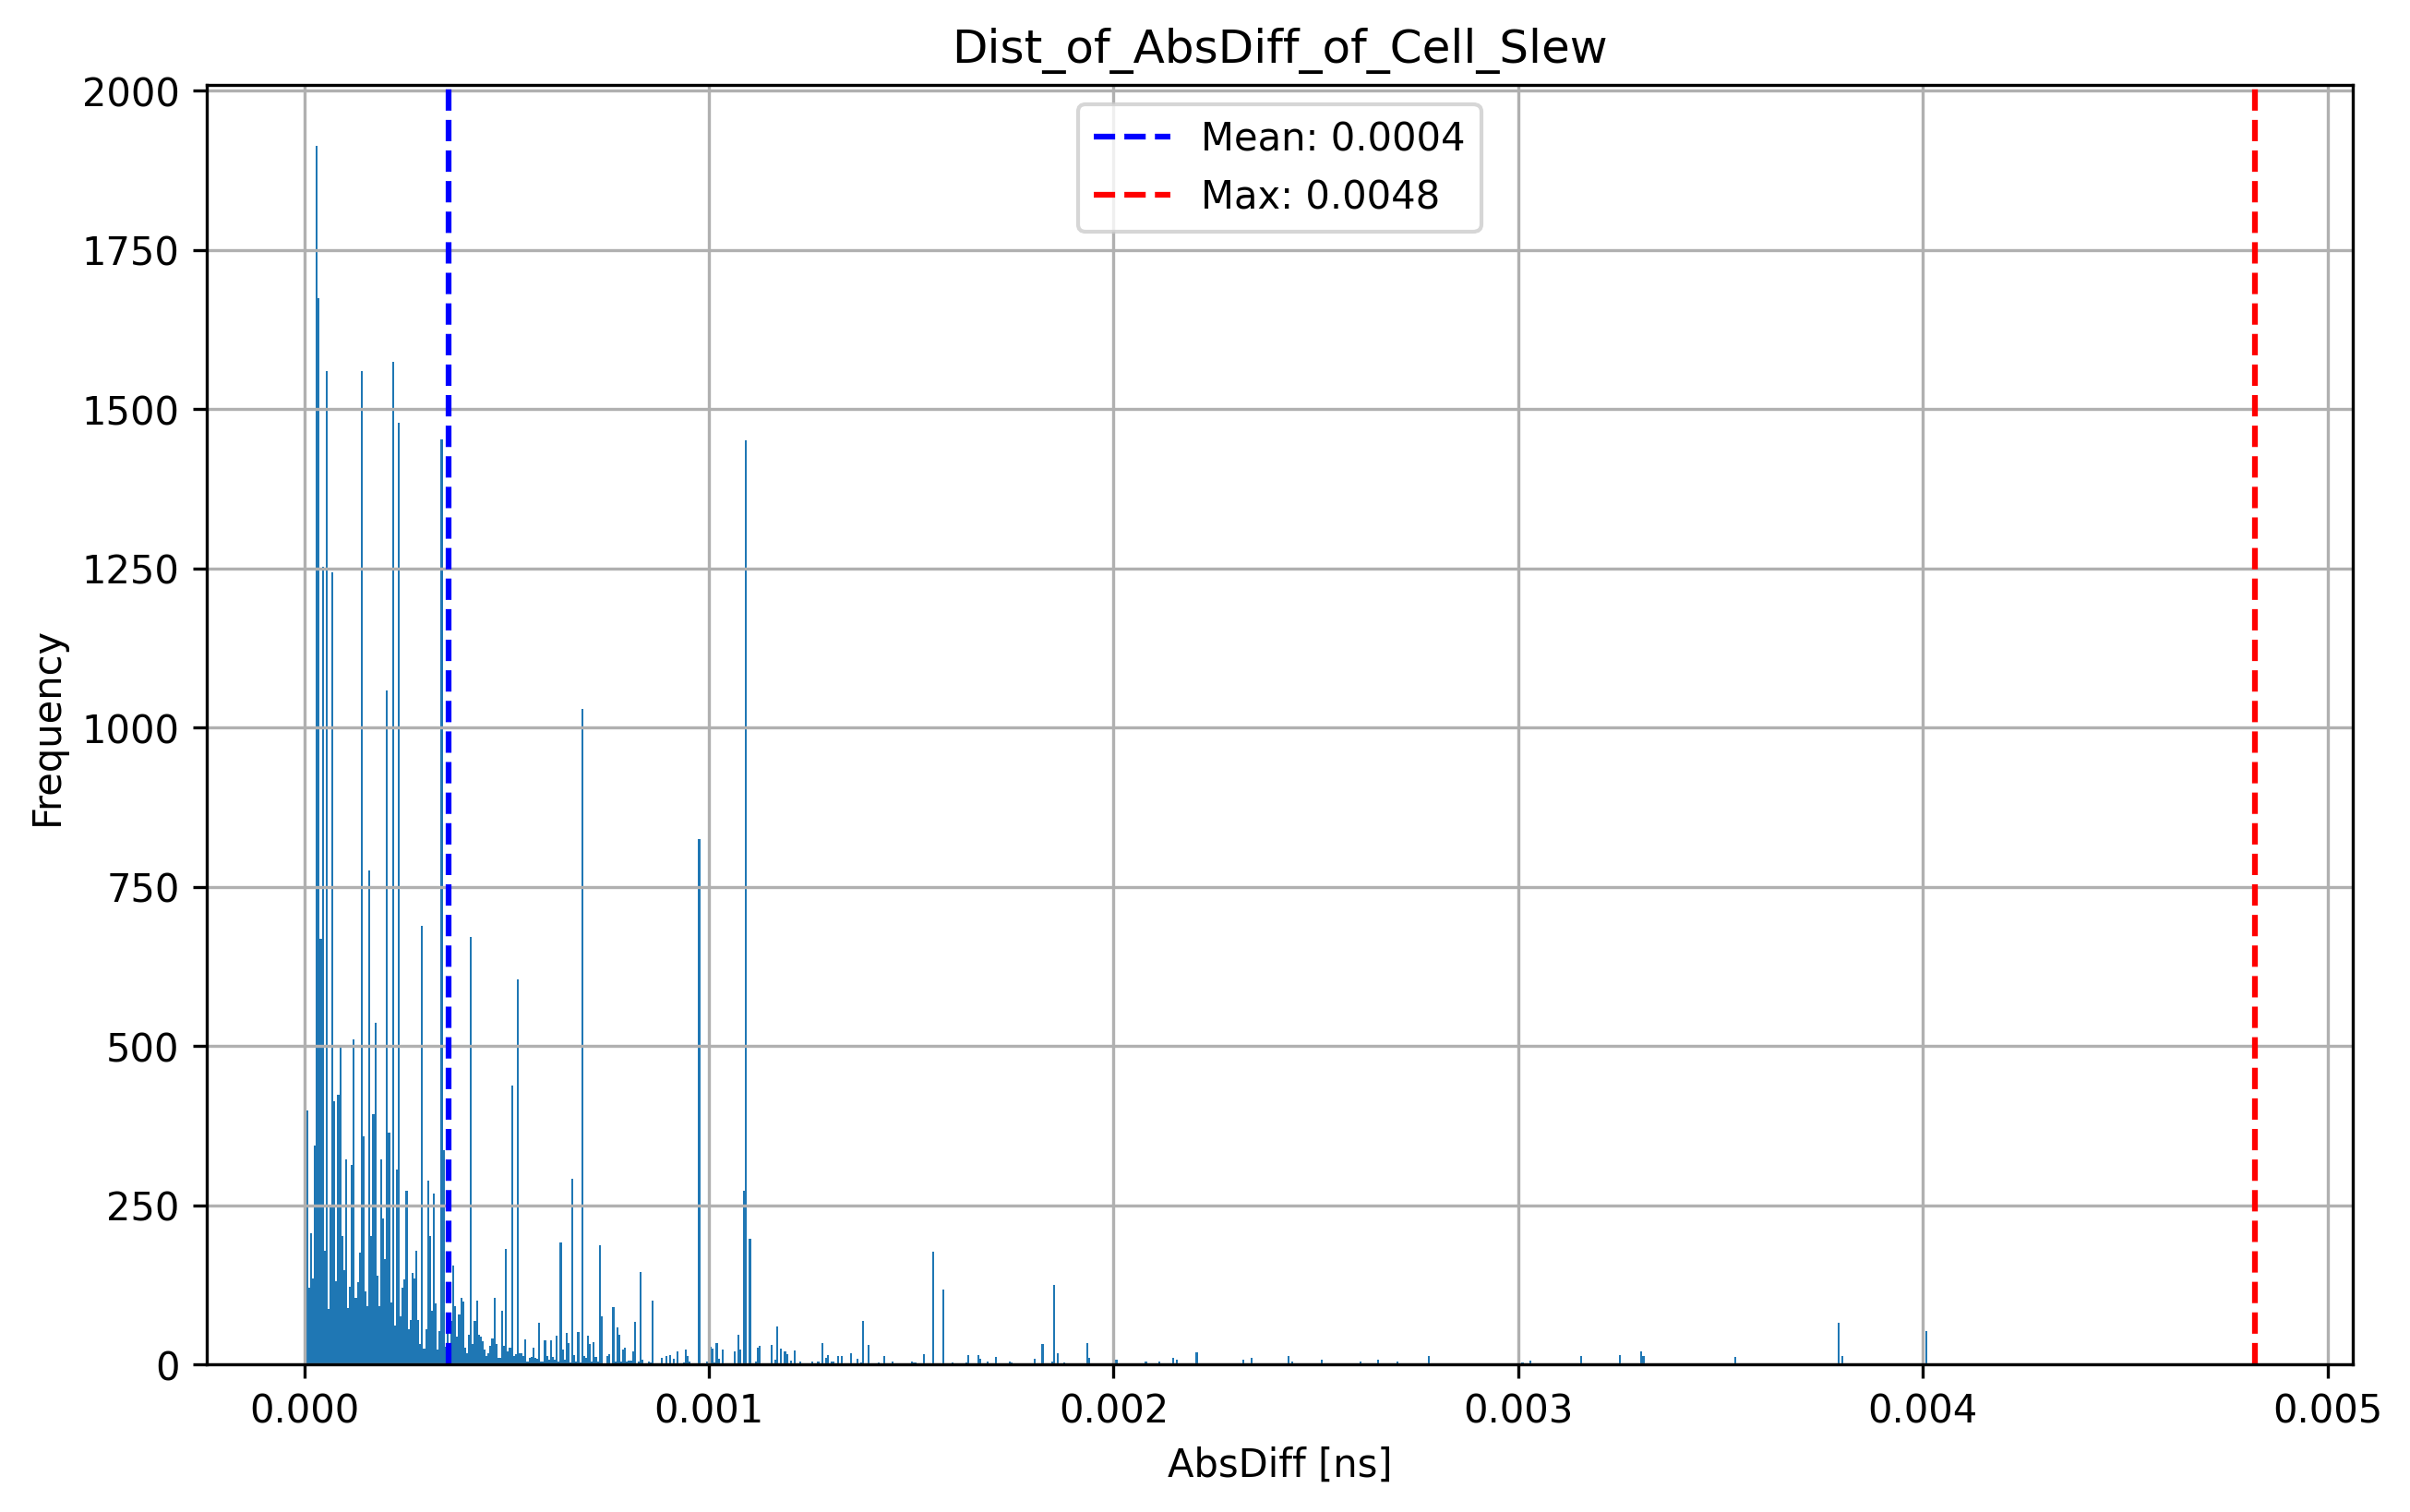 Dist_of_AbsDiff_of_Cell_Slew
Mean: 0.0004
Max: 0.0048
2000
1750
1500
1250
1000
750
500
250
0
Frequency
0.000 0.001 0.002 0.003 0.004 0.005
AbsDiff [ns]